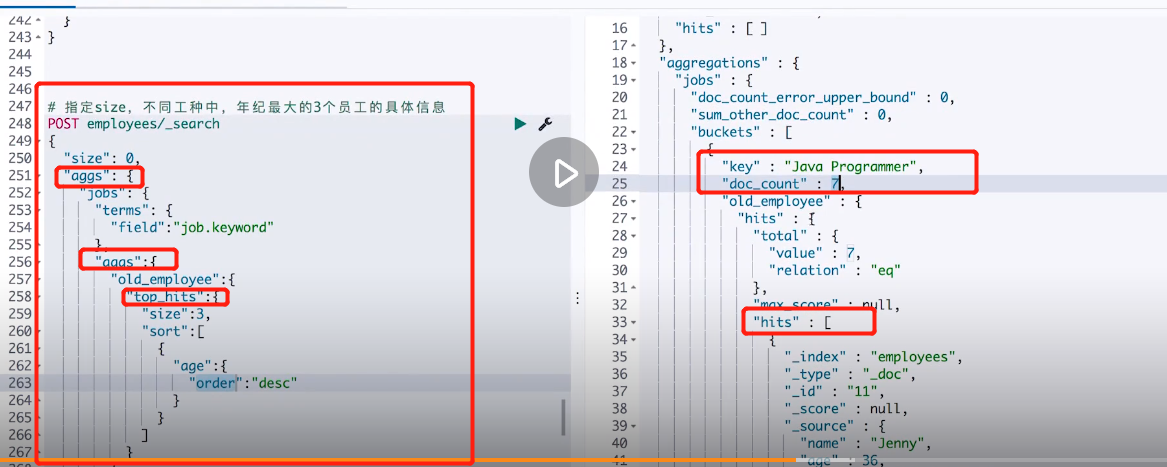 242 }
243 }
244
245
246
247 # 指定size，不同工种中，年纪最大的3个员工的具体信息
248 POST employees/_search
249 {
250 "size": 0,
251 "aggs": {
252 "jobs": {
253 "terms": {
254 "field":"job.keyword"
255 },
256 "aggs":{
257 "old_employee":{
258 "top_hits":{
259 "size":3,
260 "sort":[
261 {
262 "age":{
263 "order":"desc"
264 }
265 }
266 ]
267 }
16 "hits" : [ ]
17 },
18 "aggregations" : {
19 "jobs" : {
20 "doc_count_error_upper_bound" : 0,
21 "sum_other_doc_count" : 0,
22 "buckets" : [
23 {
24 "key" : "Java Programmer",
25 "doc_count" : 7,
26 "old_employee" : {
27 "hits" : {
28 "total" : {
29 "value" : 7,
30 "relation" : "eq"
31 },
32 "max_score" : null,
33 "hits" : [
34 {
35 "_index" : "employees",
36 "_type" : "_doc",
37 "_id" : "11",
38 "_score" : null,
39 "_source" : {
40 "name" : "Jenny",
41 "age" : 36,